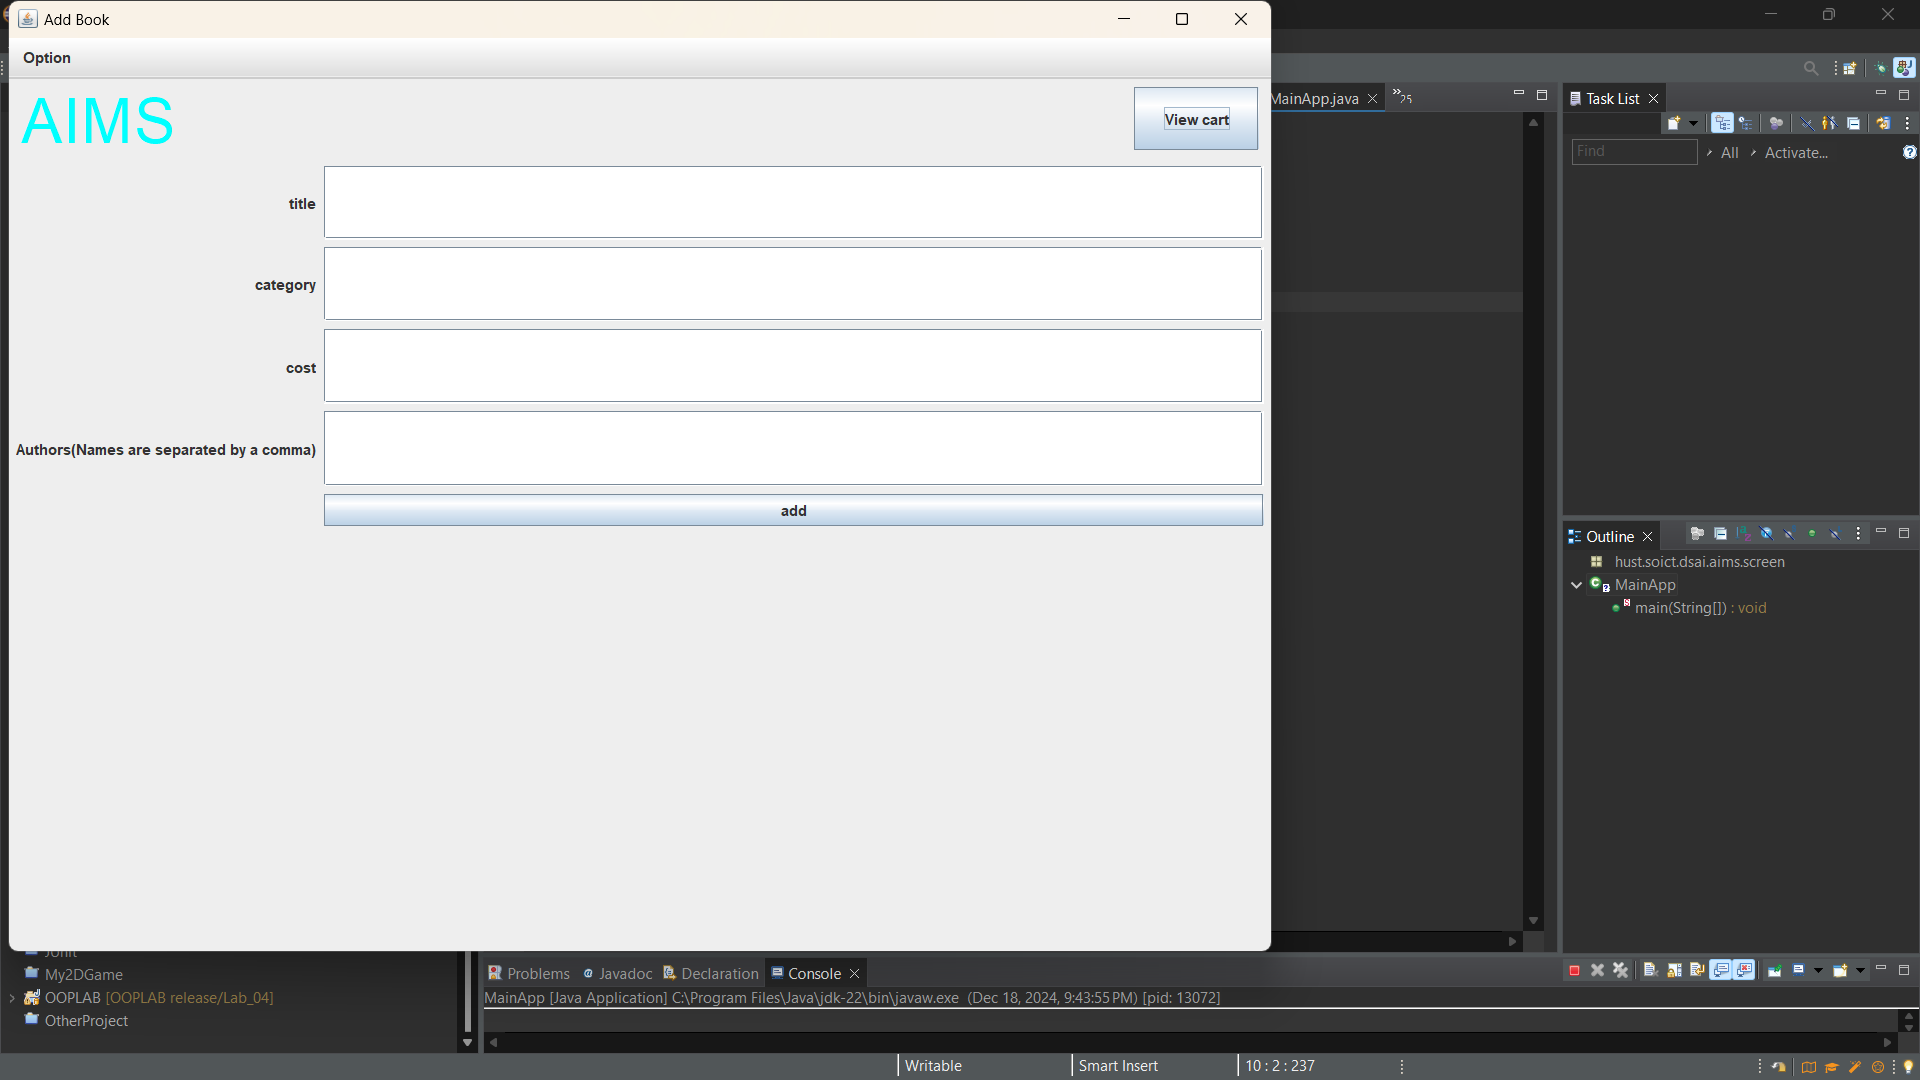 Add Book
Option
AIMS
View cart
title
category
cost
Authors(Names are separated by a comma)
add
MainApp.java
25
Task List
Find
All
Activate...
Outline
hust.soict.dsai.aims.screen
MainApp
main(String[]) : void
My2DGame
OOPLAB [OOPLAB release/Lab_04]
OtherProject
Problems
Javadoc
Declaration
Console
MainApp [Java Application] C:\Program Files\Java\jdk-22\bin\javaw.exe (Dec 18, 2024, 9:43:55 PM) [pid: 13072]
Writable
Smart Insert
10 : 2 : 237